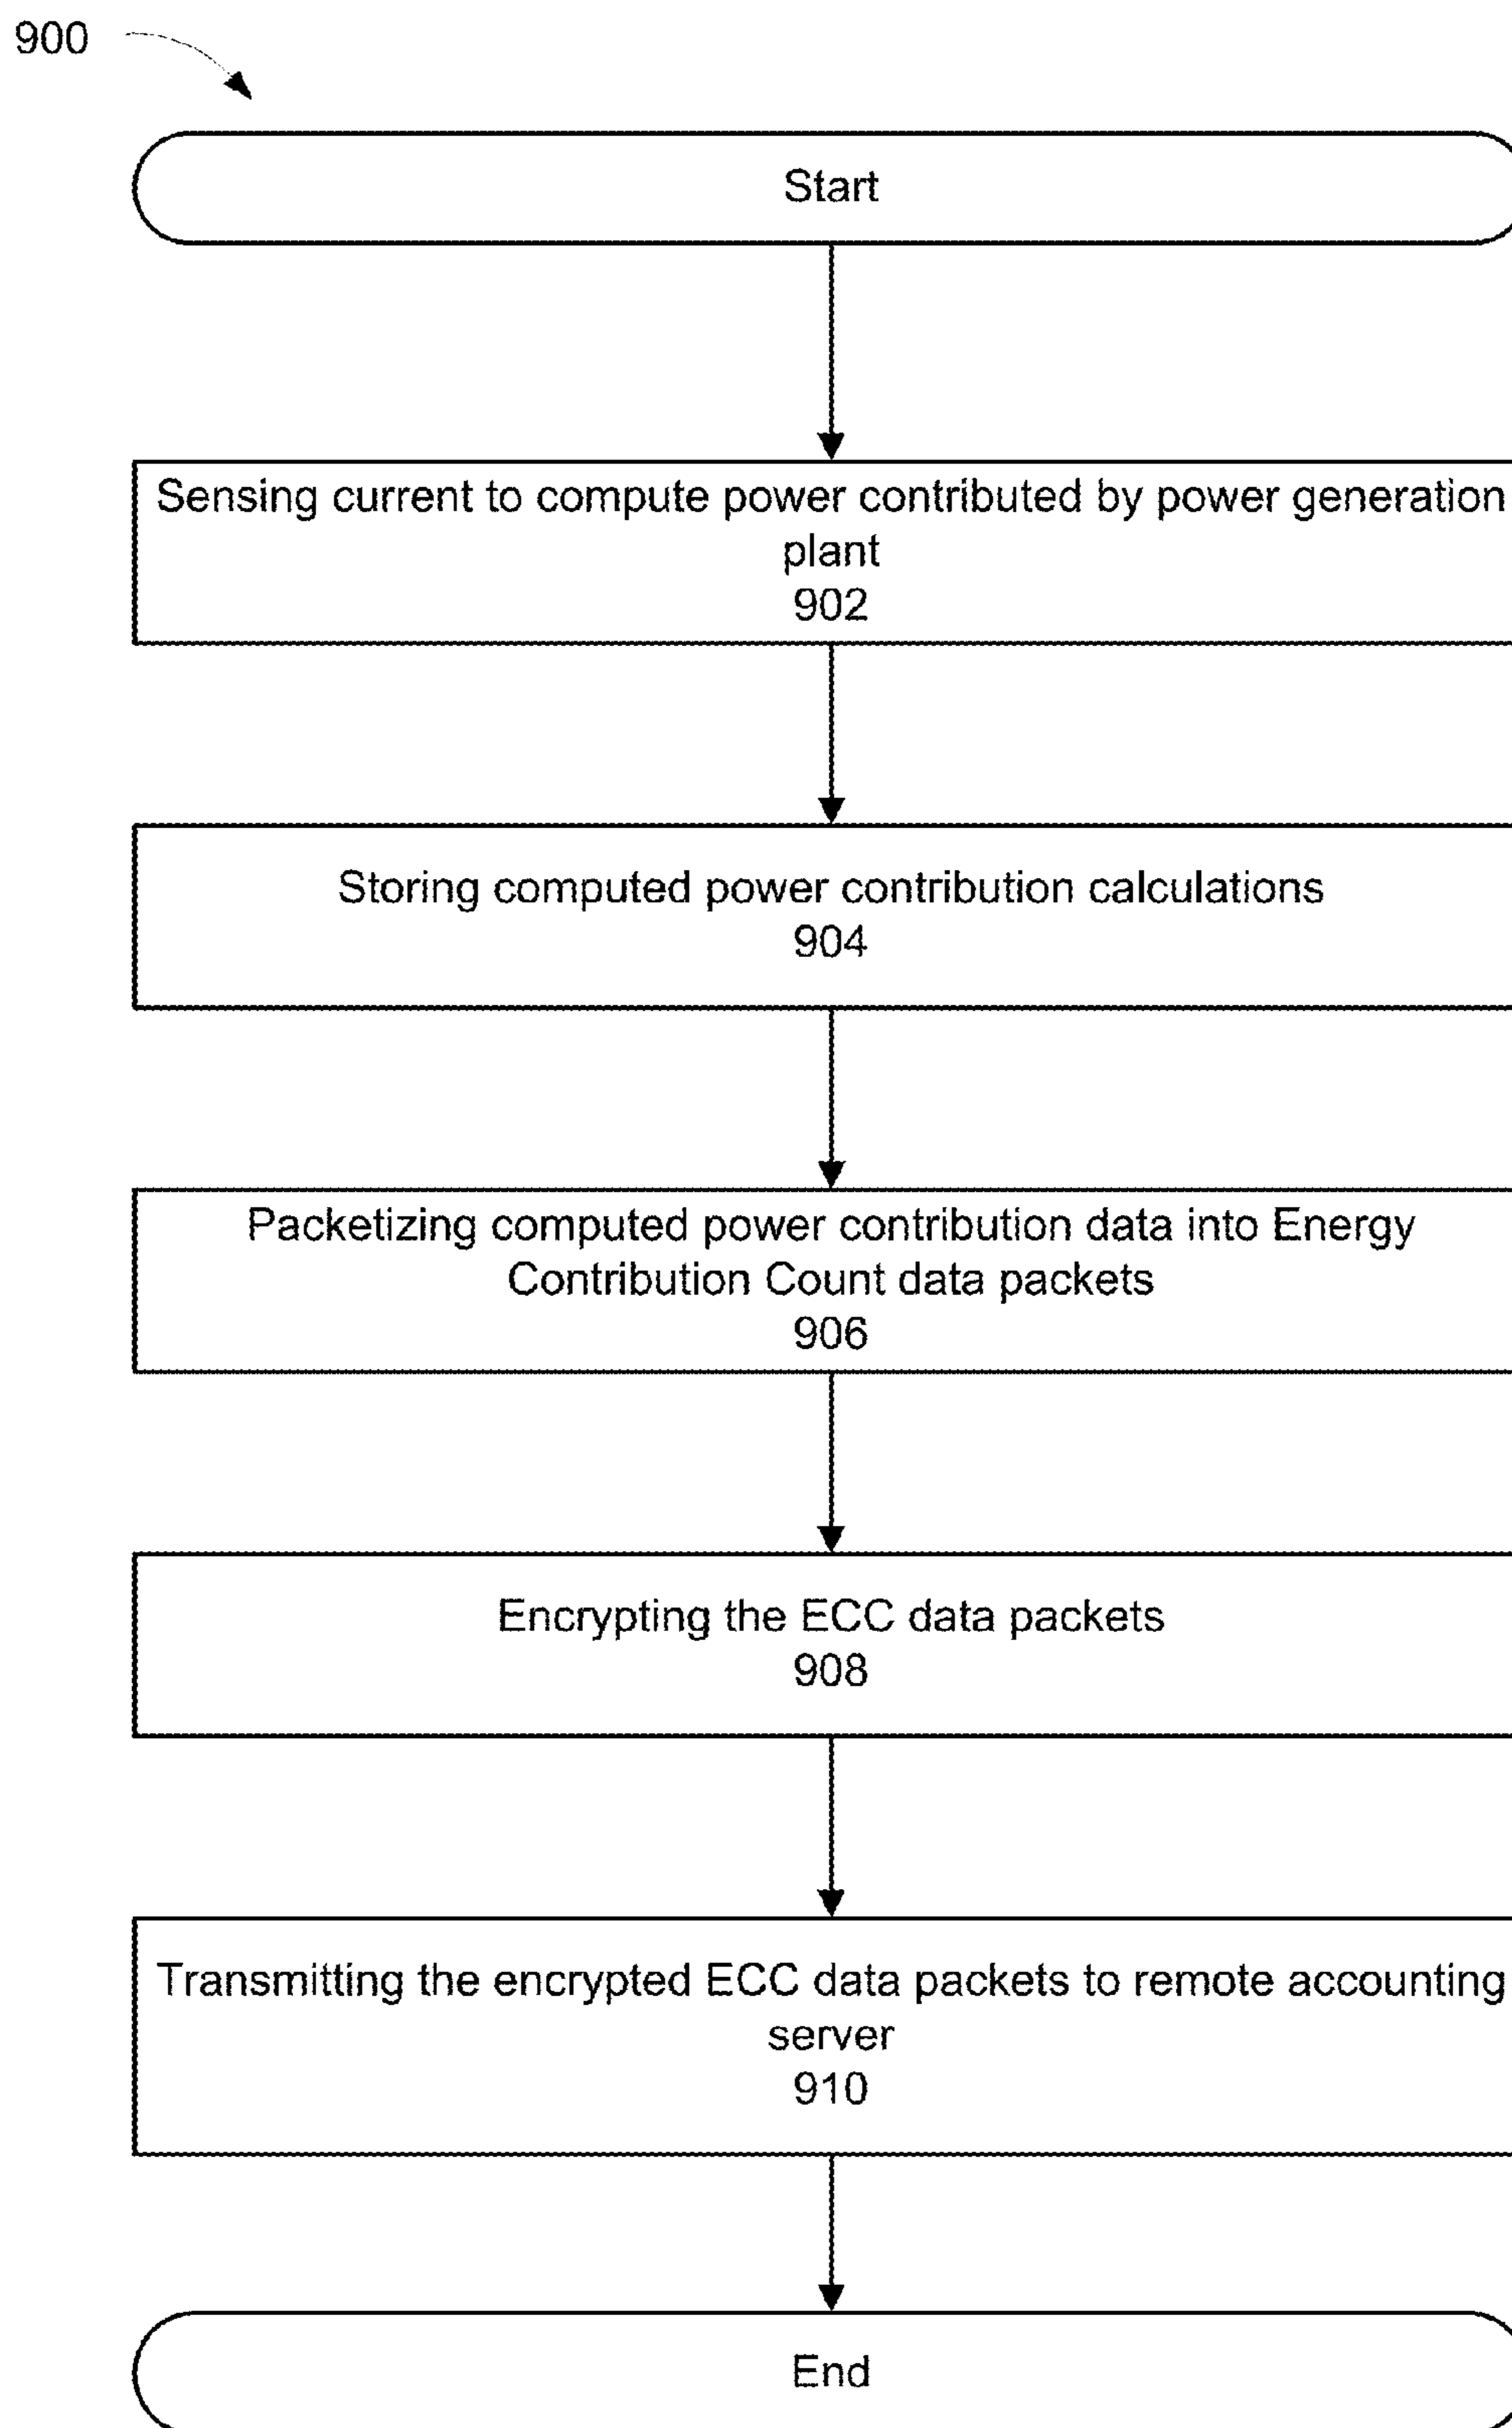 900
Start
Sensing current to compute power contributed by power generation
plant
902
Storing computed power contribution calculations
904
Packetizing computed power contribution data into Energy
Contribution Count data packets
906
Encrypting the ECC data packets
908
Transmitting the encrypted ECC data packets to remote accounting
server
910
End